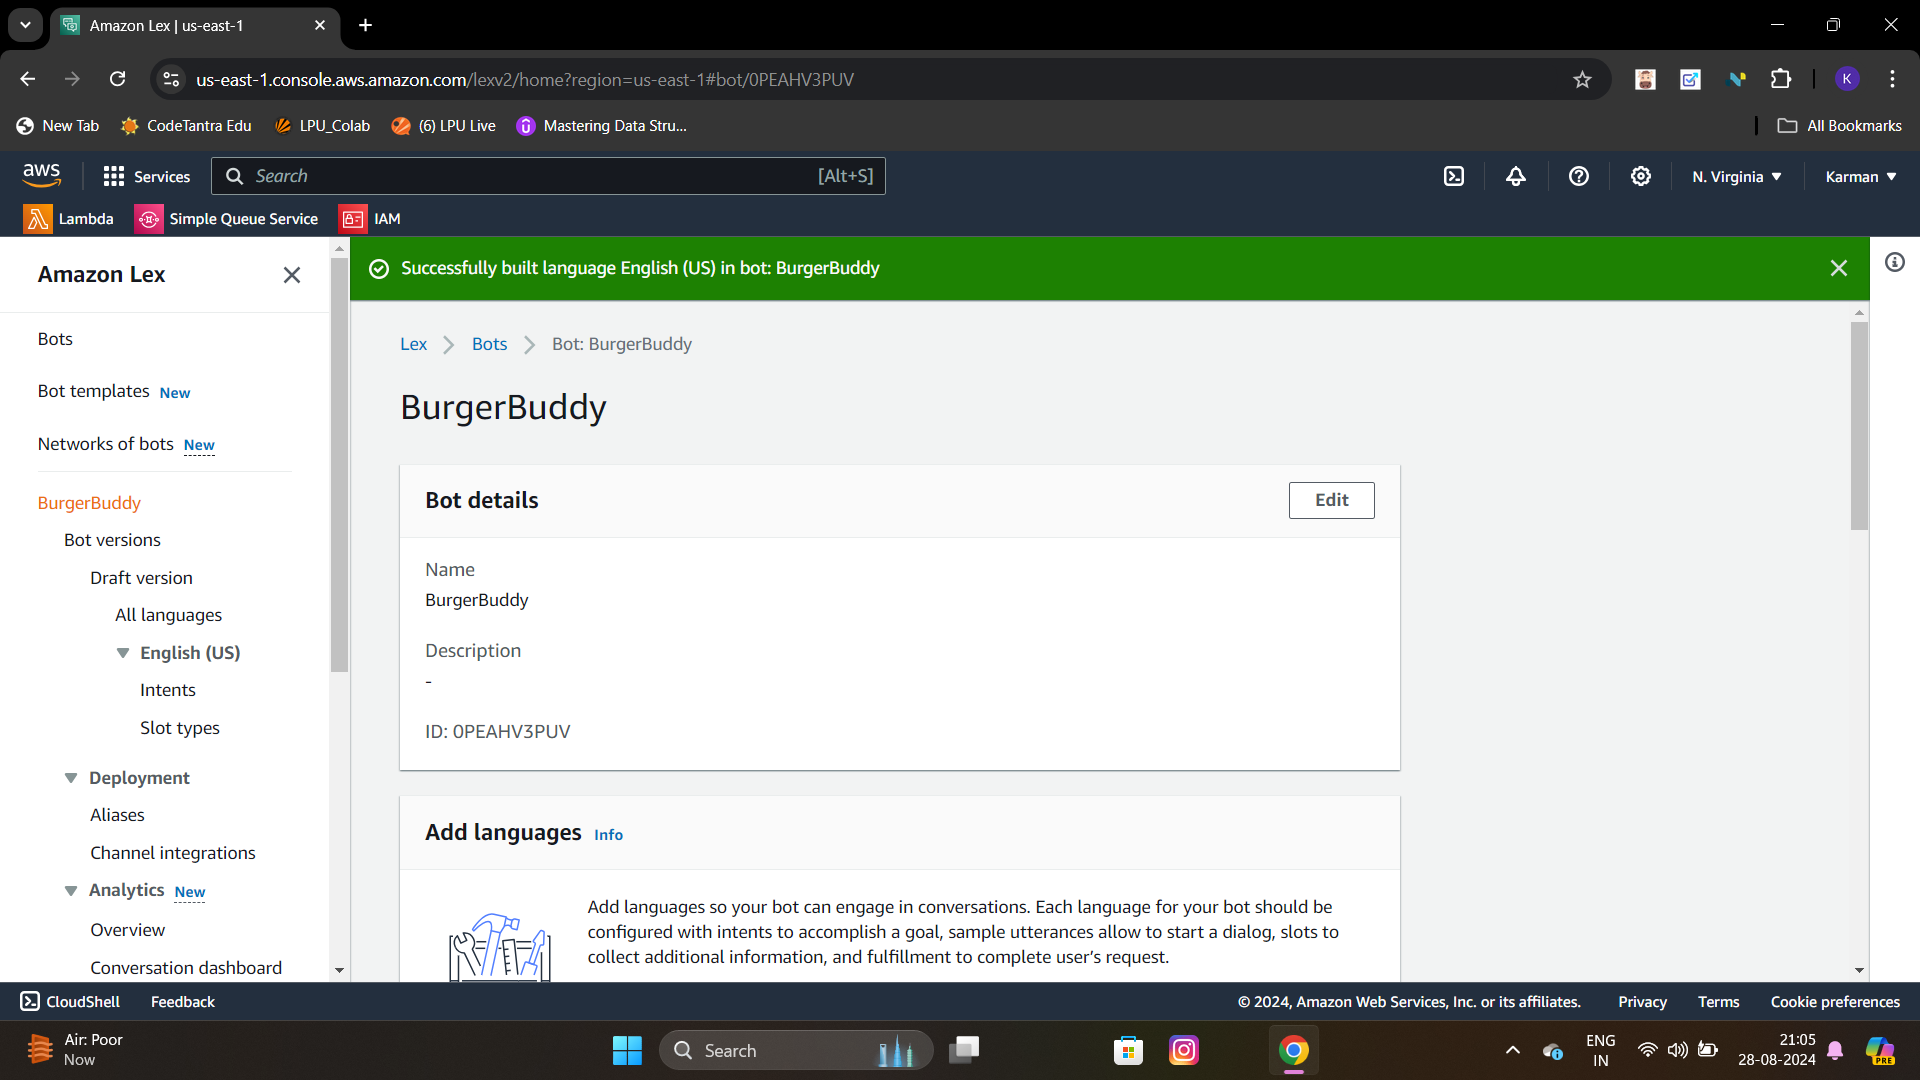 Amazon Lex | us-east-1
us-east-1.console.aws.amazon.com/lexv2/home?region=us-east-1#bot/0PEAHV3PUV
K
New Tab
CodeTantra Edu
LPU_Colab
(6) LPU Live
Mastering Data Stru...
All Bookmarks
aws
Services
Search
[Alt+S]
N. Virginia
Karman
Lambda
Simple Queue Service
IAM
Amazon Lex
Bots
Bot templates New
Networks of bots New
BurgerBuddy
Bot versions
Draft version
All languages
English (US)
Intents
Slot types
Deployment
Aliases
Channel integrations
Analytics New
Overview
Conversation dashboard
Successfully built language English (US) in bot: BurgerBuddy
Lex
Bots
Bot: BurgerBuddy
BurgerBuddy
Bot details
Edit
Name
BurgerBuddy
Description
-
ID: 0PEAHV3PUV
Add languages Info
Add languages so your bot can engage in conversations. Each language for your bot should be
configured with intents to accomplish a goal, sample utterances allow to start a dialog, slots to
collect additional information, and fulfillment to complete user's request.
CloudShell
Feedback
© 2024, Amazon Web Services, Inc. or its affiliates.
Privacy
Terms
Cookie preferences
Air: Poor
Now
Search
ENG
IN
21:05
28-08-2024
PRE